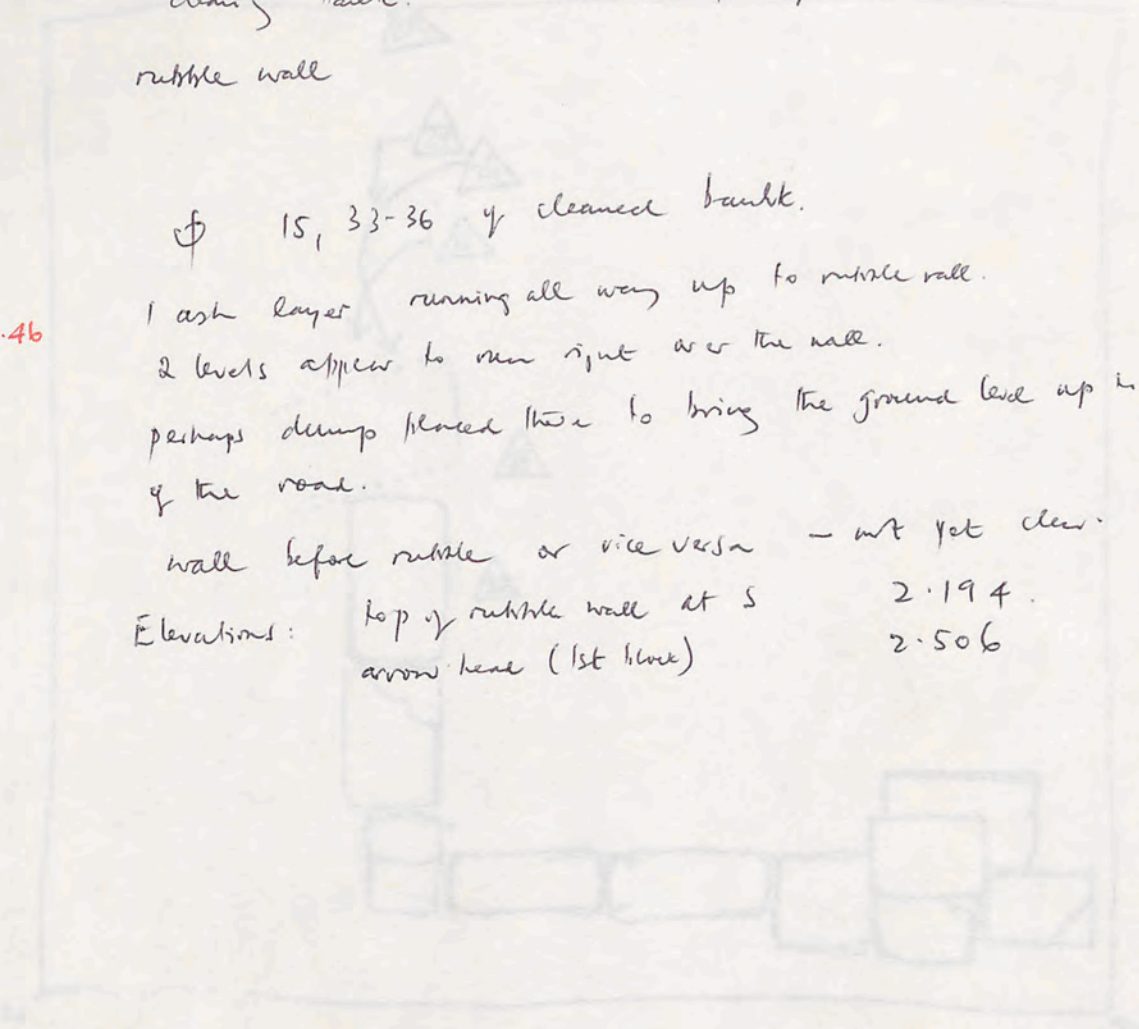 rubble wall
15, 33-36 of cleaned baulk.
1 ash layer running all way up to rubble wall.
.46
2 levels appear to run right over the wall.
perhaps dump placed there to bring the ground level up
of the road.
wall before rubble or vice versa – not yet clear.
Elevations: top of rubble wall at S 2.194.
arrow head (1st block) 2.506